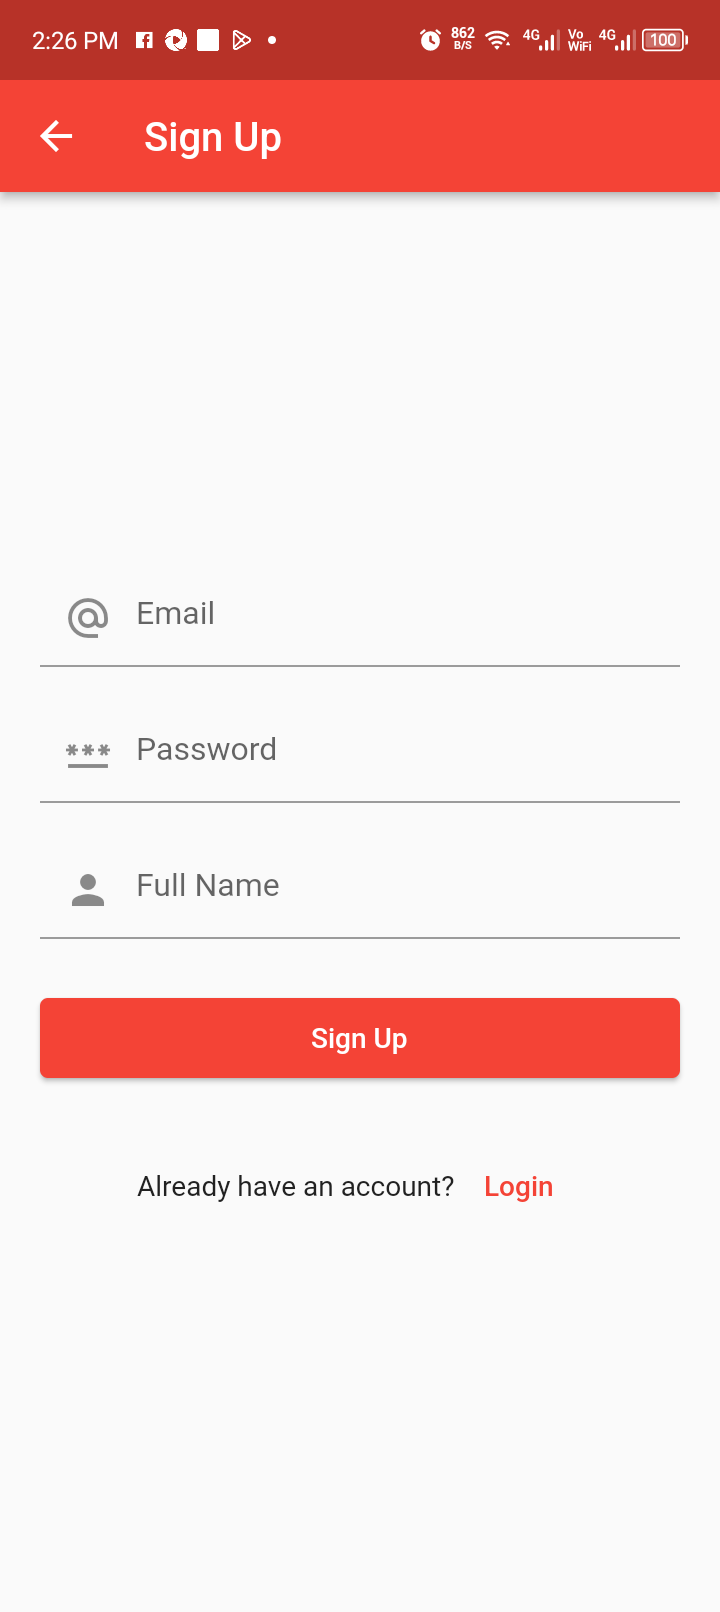 2:26 PM 862 B/S 4G Vo WiFi 4G 100
Sign Up
Email
*** Password
Full Name
Sign Up
Already have an account? Login